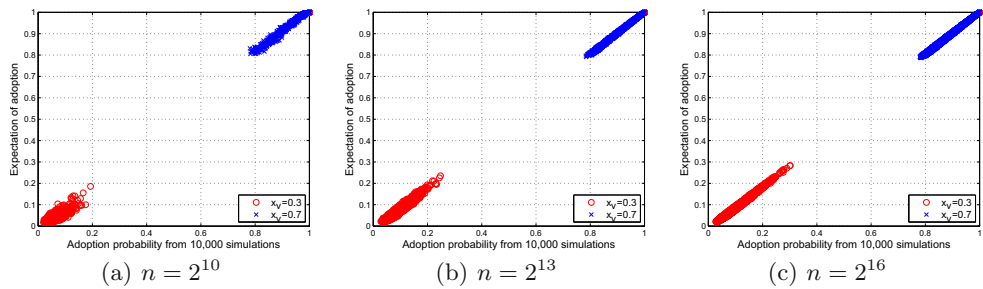 Expectation of adoption
1
0.9
0.8
0.7
0.6
0.5
0.4
0.3
0.2
0.1
0
0 0.2 0.4 0.6 0.8 1
x_v=0.3
x_v=0.7
Adoption probability from 10,000 simulations
(a) n = 2^10
Expectation of adoption
1
0.9
0.8
0.7
0.6
0.5
0.4
0.3
0.2
0.1
0
0 0.2 0.4 0.6 0.8 1
x_v=0.3
x_v=0.7
Adoption probability from 10,000 simulations
(b) n = 2^13
Expectation of adoption
1
0.9
0.8
0.7
0.6
0.5
0.4
0.3
0.2
0.1
0
0 0.2 0.4 0.6 0.8 1
x_v=0.3
x_v=0.7
Adoption probability from 10,000 simulations
(c) n = 2^16